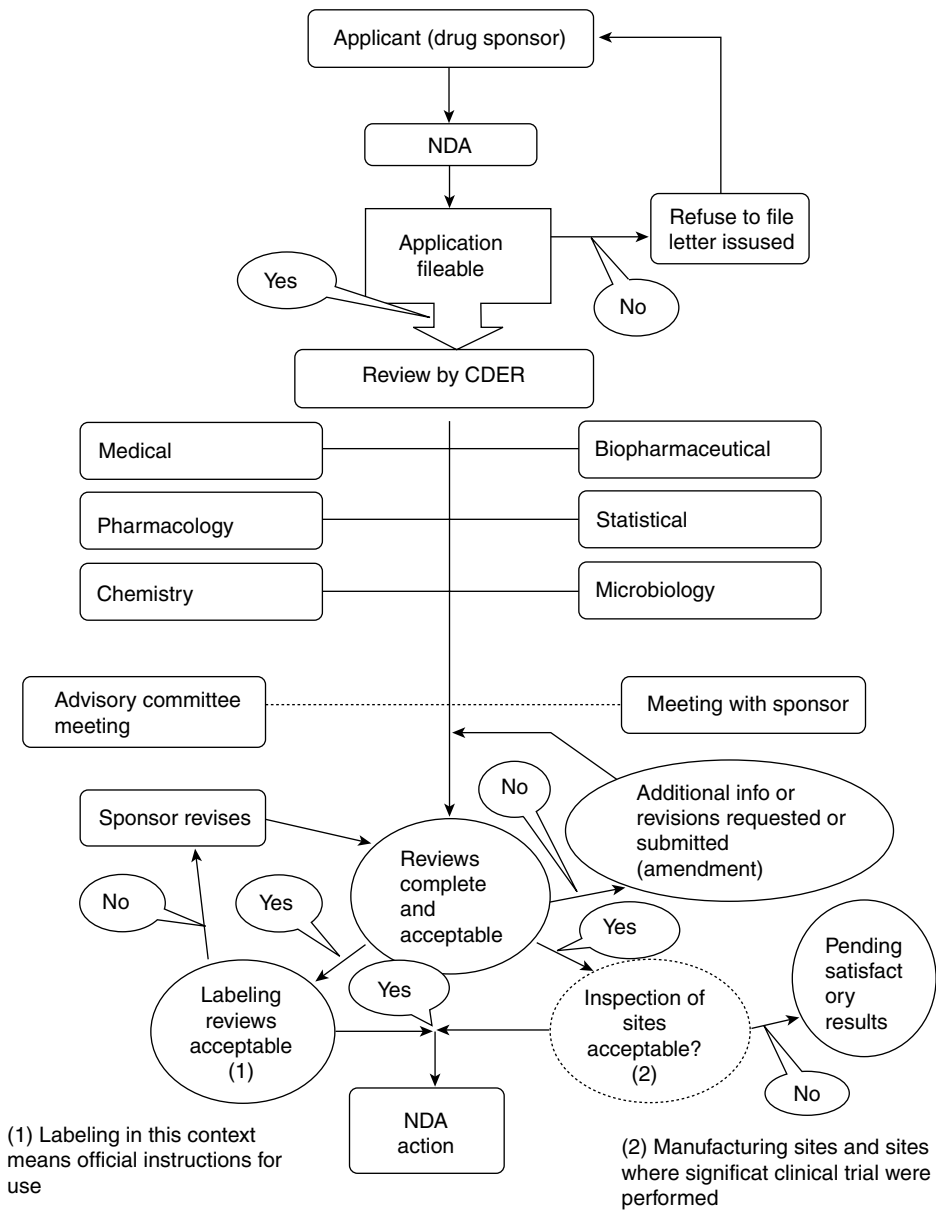 Applicant (drug sponsor)
NDA
Application
fileable
Refuse to file
letter issused
Yes
No
Review by CDER
Medical
Biopharmaceutical
Pharmacology
Statistical
Chemistry
Microbiology
Advisory committee
meeting
Meeting with sponsor
No
Additional info or
revisions requested or
submitted
(amendment)
Sponsor revises
Reviews
complete
and
acceptable
No
Yes
Yes
Pending
satisfact
ory
results
Yes
Labeling
reviews
acceptable
(1)
Inspection of
sites
acceptable?
(2)
No
NDA
action
(1) Labeling in this context
means official instructions for
use
(2) Manufacturing sites and sites
where significat clinical trial were
performed